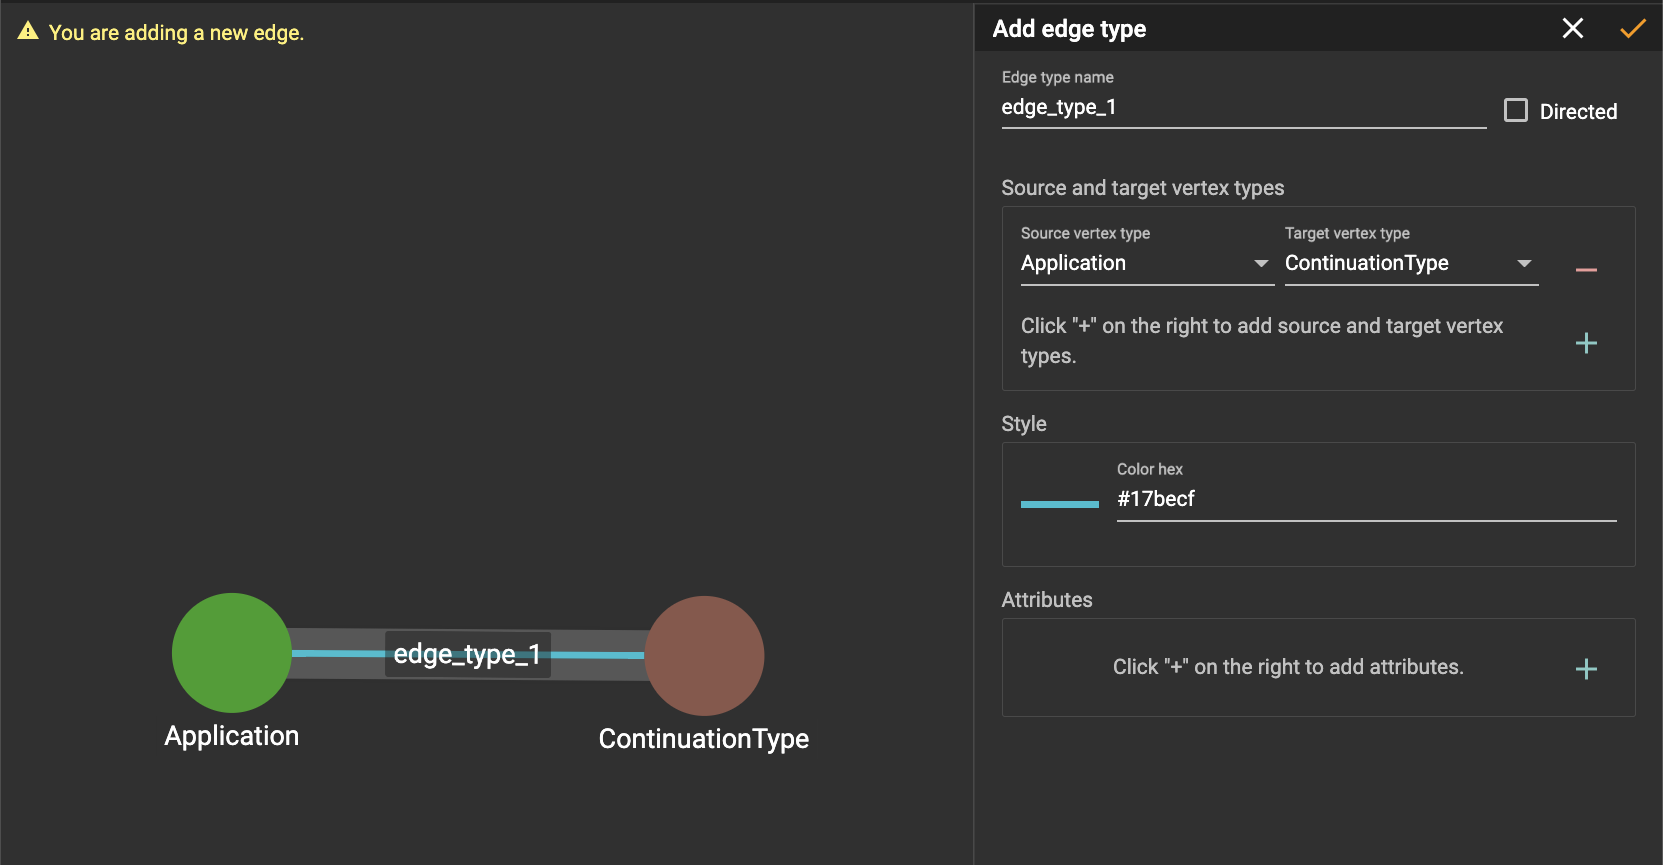 You are adding a new edge.
Add edge type
Edge type name
edge_type_1
Directed
Source and target vertex types
Source vertex type
Target vertex type
Application
ContinuationType
Click "+" on the right to add source and target vertex
types.
Style
Color hex
#17becf
Attributes
Click "+" on the right to add attributes.
edge_type_1
Application
ContinuationType